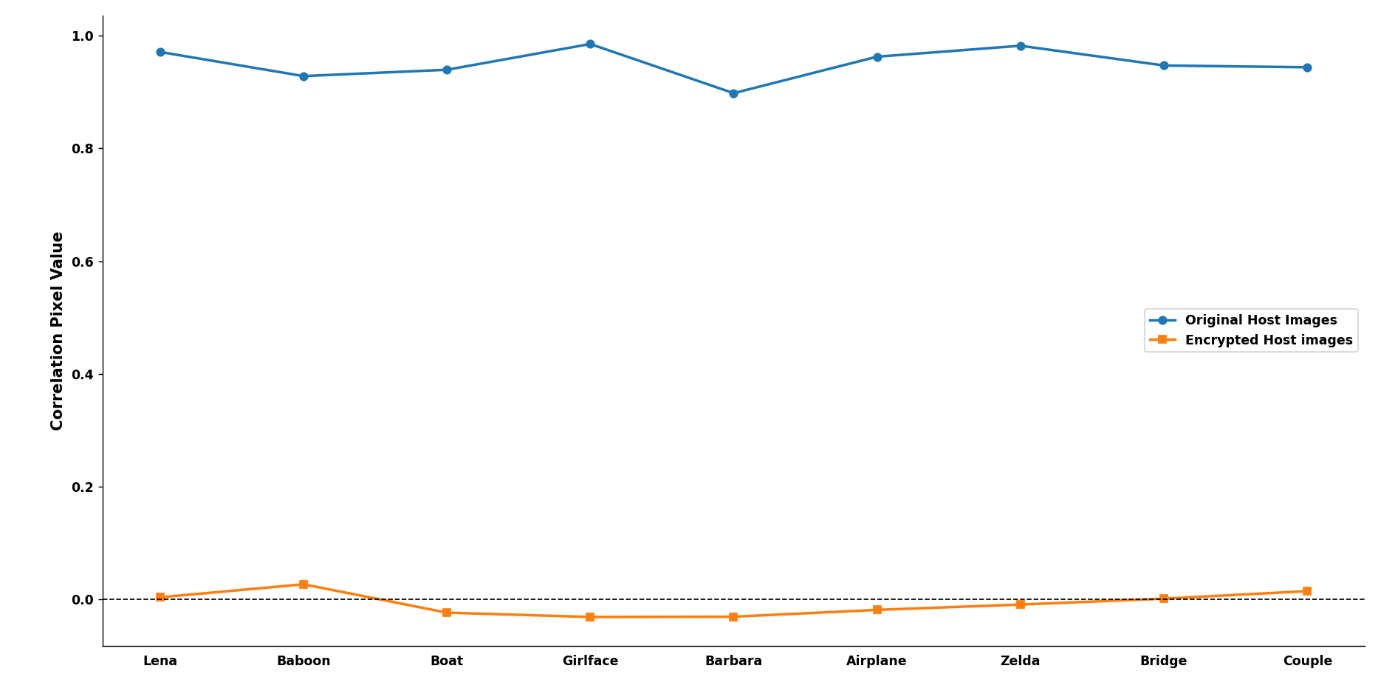 1.0
0.8
0.6
0.4
0.2
0.0
Correlation Pixel Value
Original Host Images
Encrypted Host images
Lena Baboon Boat Girlface Barbara Airplane Zelda Bridge Couple